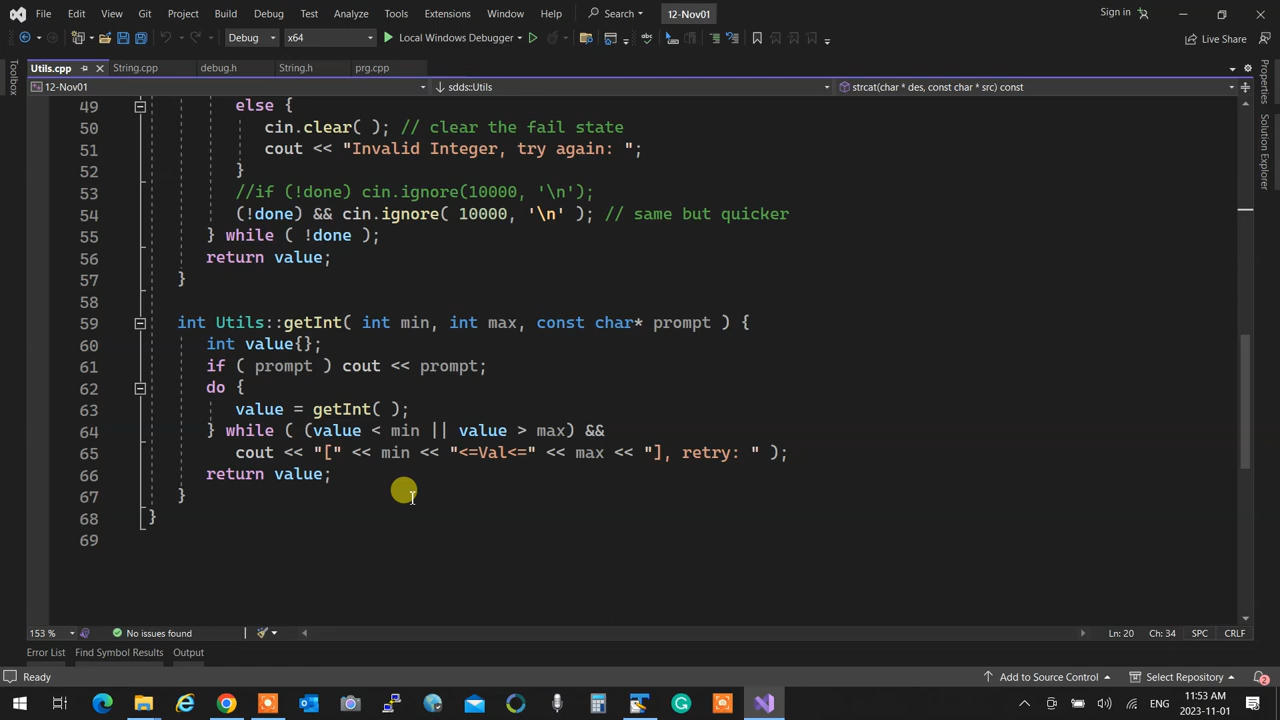 File Edit View Git Project Build Debug Test Analyze Tools Extensions Window Help Search 12-Nov01 Sign in
Debug x64 Local Windows Debugger Live Share
Utils.cpp String.cpp debug.h String.h prg.cpp
Toolbox
12-Nov01 sdds::Utils strcat(char * des, const char * src) const
Properties
Solution Explorer
49 else {
50 cin.clear( ); // clear the fail state
51 cout << "Invalid Integer, try again: ";
52 }
53 //if (!done) cin.ignore(10000, '\n');
54 (!done) && cin.ignore( 10000, '\n' ); // same but quicker
55 } while ( !done );
56 return value;
57 }
58
59 int Utils::getInt( int min, int max, const char* prompt ) {
60 int value{};
61 if ( prompt ) cout << prompt;
62 do {
63 value = getInt( );
64 } while ( (value < min || value > max) &&
65 cout << "[" << min << "<=Val<=" << max << "], retry: " );
66 return value;
67 }
68 }
69
153 % No issues found Ln: 20 Ch: 34 SPC CRLF
Error List Find Symbol Results Output
Ready Add to Source Control Select Repository 2
ENG 11:53 AM
2023-11-01 2